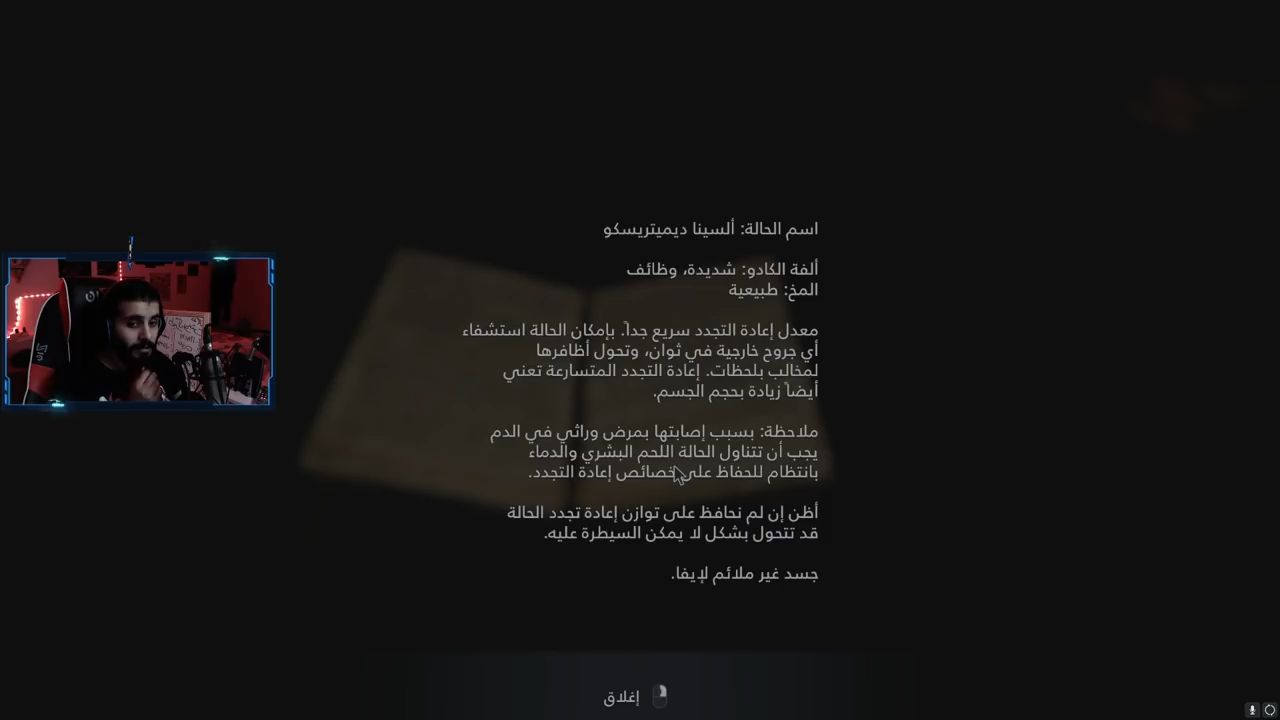 اسم الحالة: ألسينا ديميتريسكو
ألفة الكادو: شديدة، وظائف
المخ: طبيعية
معدل إعادة التجدد سريع جداً. بإمكان الحالة استشفاء
أي جروح خارجية في ثوان، وتحول أظافرها
لمخالب بلحظات. إعادة التجدد المتسارعة تعني
أيضاً زيادة بحجم الجسم.
ملاحظة: بسبب إصابتها بمرض وراثي في الدم
يجب أن تتناول الحالة اللحم البشري والدماء
بانتظام للحفاظ على خصائص إعادة التجدد.
أظن إن لم نحافظ على توازن إعادة تجدد الحالة
قد تتحول بشكل لا يمكن السيطرة عليه.
جسد غير ملائم لإيفا.
إغلاق